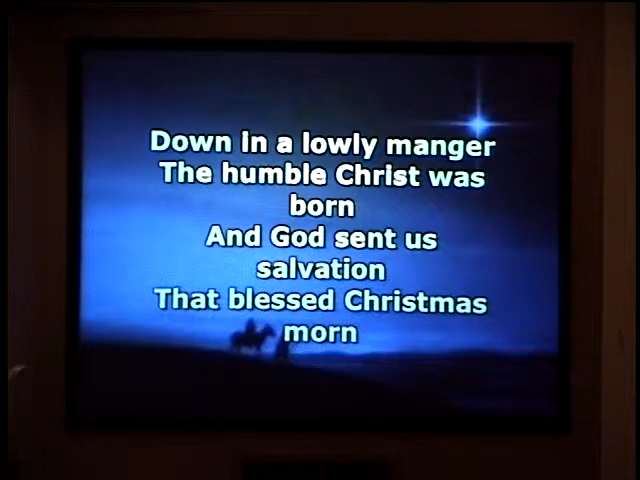 Down in a lowly manger
The humble Christ was
born
And God sent us
salvation
That blessed Christmas
morn